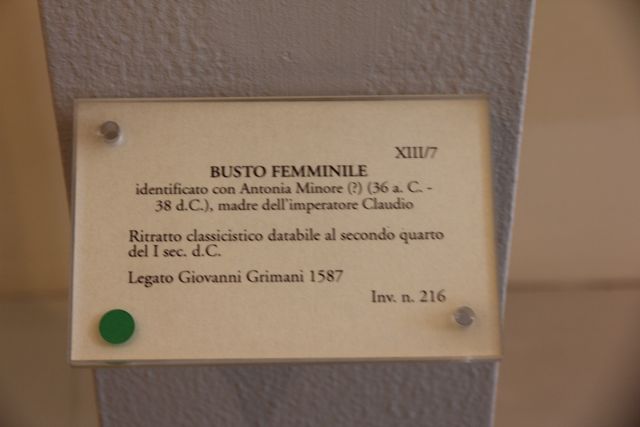 XIII/7
BUSTO FEMMINILE
identificato con Antonia Minore (?) (36 a. C. -
38 d.C.), madre dell'imperatore Claudio
Ritratto classicistico databile al secondo quarto
del I sec. d.C.
Legato Giovanni Grimani 1587
Inv. n. 216